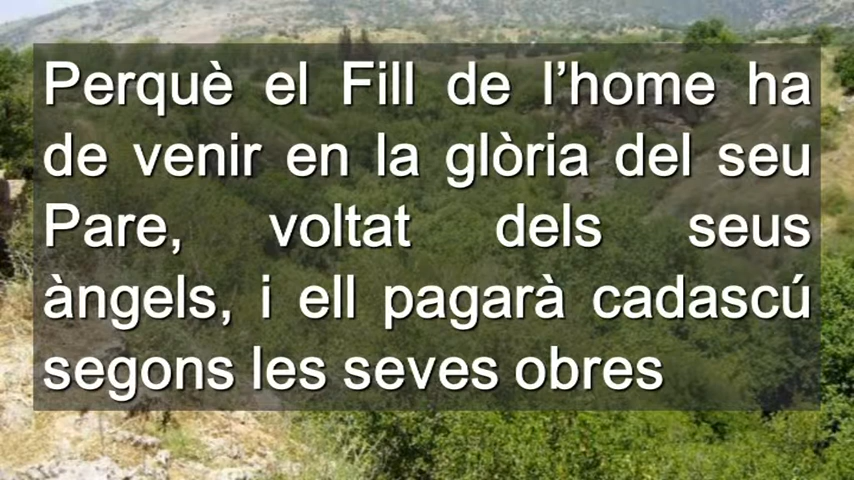 Perquè el Fill de l’home ha
de venir en la glòria del seu
Pare, voltat dels seus
àngels, i ell pagarà cadascú
segons les seves obres